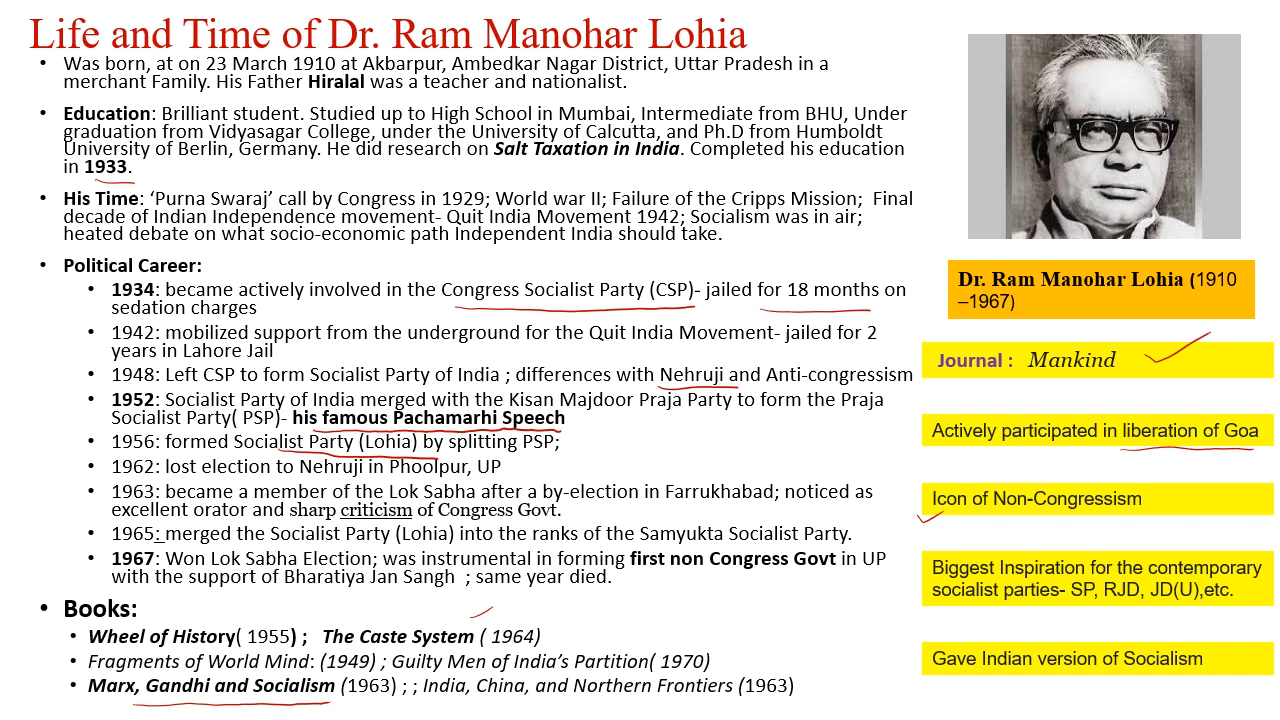 Life and Time of Dr. Ram Manohar Lohia
• Was born, at on 23 March 1910 at Akbarpur, Ambedkar Nagar District, Uttar Pradesh in a
merchant Family. His Father Hiralal was a teacher and nationalist.
• Education: Brilliant student. Studied up to High School in Mumbai, Intermediate from BHU, Under
graduation from Vidyasagar College, under the University of Calcutta, and Ph.D from Humboldt
University of Berlin, Germany. He did research on Salt Taxation in India. Completed his education
in 1933.
• His Time: ‘Purna Swaraj’ call by Congress in 1929; World war II; Failure of the Cripps Mission; Final
decade of Indian Independence movement- Quit India Movement 1942; Socialism was in air;
heated debate on what socio-economic path Independent India should take.
• Political Career:
• 1934: became actively involved in the Congress Socialist Party (CSP)- jailed for 18 months on
sedation charges
• 1942: mobilized support from the underground for the Quit India Movement- jailed for 2
years in Lahore Jail
• 1948: Left CSP to form Socialist Party of India ; differences with Nehruji and Anti-congressism
• 1952: Socialist Party of India merged with the Kisan Majdoor Praja Party to form the Praja
Socialist Party( PSP)- his famous Pachamarhi Speech
• 1956: formed Socialist Party (Lohia) by splitting PSP;
• 1962: lost election to Nehruji in Phoolpur, UP
• 1963: became a member of the Lok Sabha after a by-election in Farrukhabad; noticed as
excellent orator and sharp criticism of Congress Govt.
• 1965: merged the Socialist Party (Lohia) into the ranks of the Samyukta Socialist Party.
• 1967: Won Lok Sabha Election; was instrumental in forming first non Congress Govt in UP
with the support of Bharatiya Jan Sangh ; same year died.
• Books:
• Wheel of History( 1955) ; The Caste System ( 1964)
• Fragments of World Mind: (1949) ; Guilty Men of India’s Partition( 1970)
• Marx, Gandhi and Socialism (1963) ; ; India, China, and Northern Frontiers (1963)
Dr. Ram Manohar Lohia (1910
–1967)
Journal : Mankind
Actively participated in liberation of Goa
Icon of Non-Congressism
Biggest Inspiration for the contemporary
socialist parties- SP, RJD, JD(U),etc.
Gave Indian version of Socialism